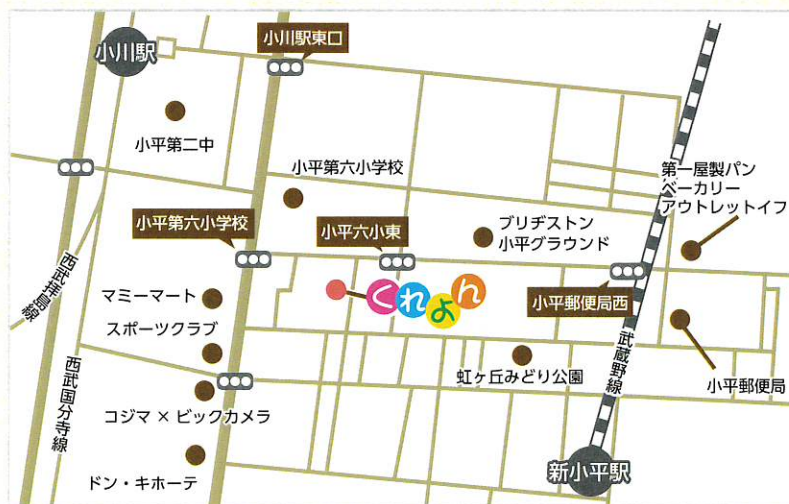 小川駅
小川駅東口
小平第二中
小平第六小学校
第一屋製パン
ベーカリー
アウトレットイフ
小平第六小学校
小平六小東
ブリヂストン
小平グラウンド
くれよん
小平郵便局西
西武拝島線
マミーマート
スポーツクラブ
西武国分寺線
武蔵野線
虹ヶ丘みどり公園
小平郵便局
コジマ × ビックカメラ
ドン・キホーテ
新小平駅